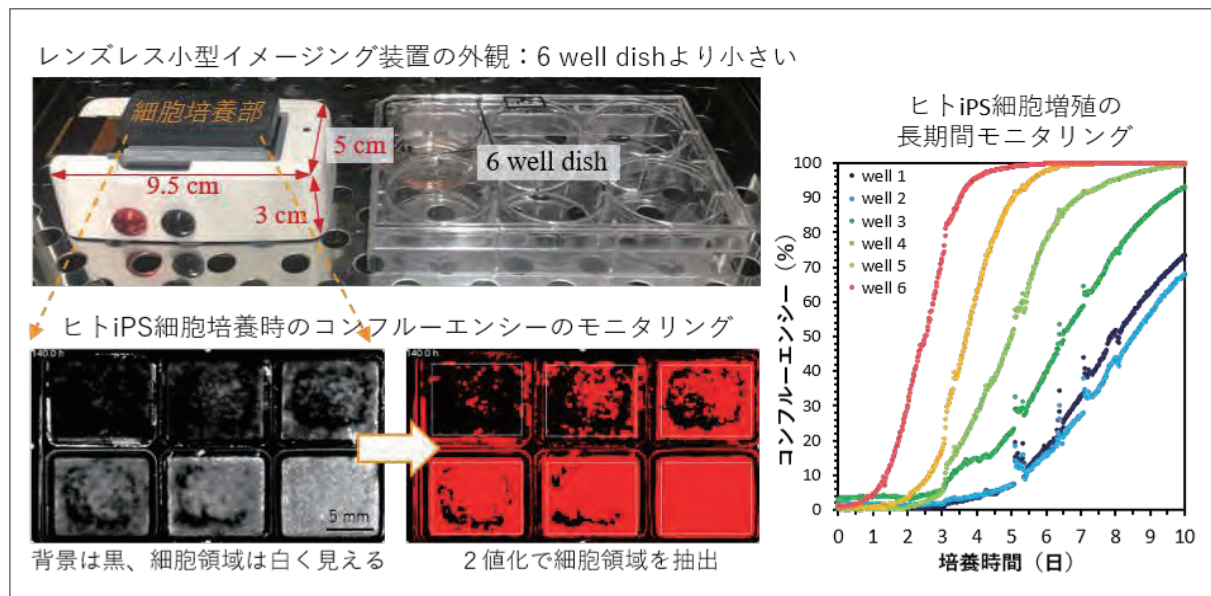 レンズレス小型イメージング装置の外観：6 well dishより小さい
細胞培養部
5 cm
9.5 cm
3 cm
6 well dish
ヒトiPS細胞培養時のコンフルーエンシーのモニタリング
140.0 h
140.0 h
5 mm
背景は黒、細胞領域は白く見える
２値化で細胞領域を抽出
ヒトiPS細胞増殖の
長期間モニタリング
コンフルーエンシー（%）
100
90
80
70
60
50
40
30
20
10
0
well 1
well 2
well 3
well 4
well 5
well 6
0 1 2 3 4 5 6 7 8 9 10
培養時間（日）